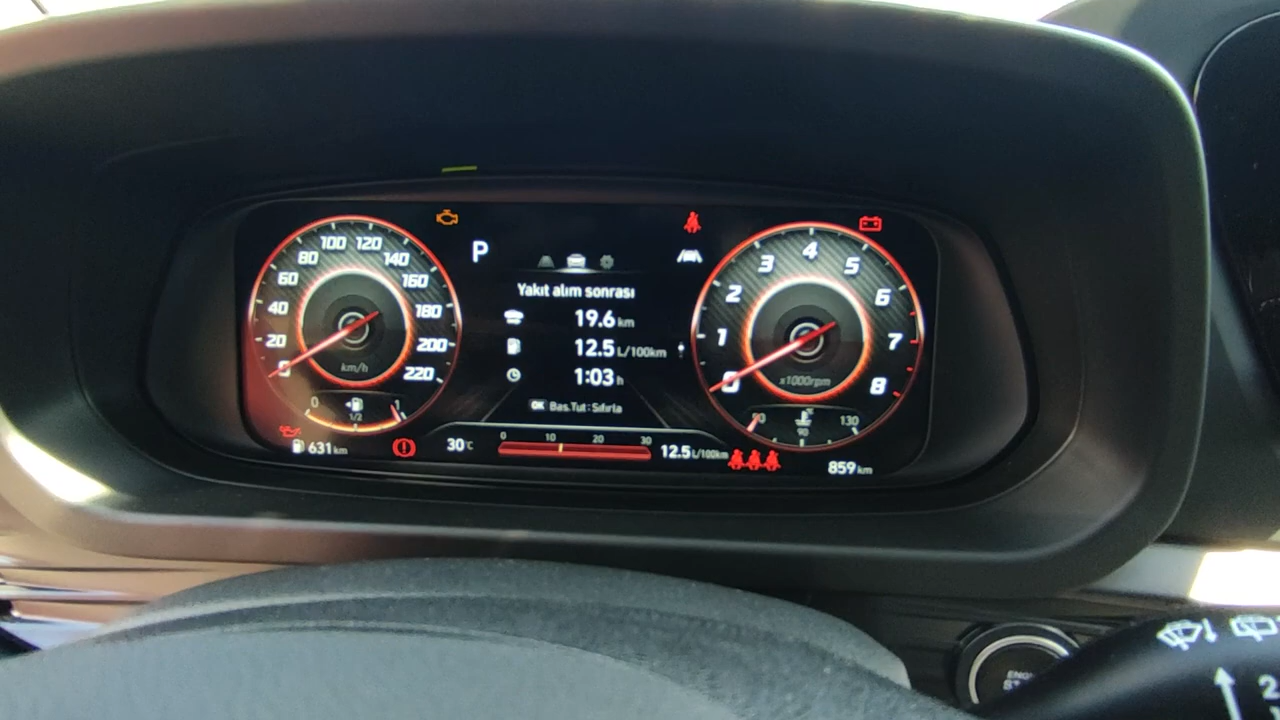 100 120
80 140
60 160
40 180
20 200
220
km/h
0 1
1/2
631 km
P
Yakıt alım sonrası
19.6 km
12.5 L/100km
1:03 h
OK Bas.Tut:Sıfırla
30°C
0 10 20 30
12.5 L/100km
4
3 5
2 6
1 7
0 8
x1000rpm
50 130
90
859 km